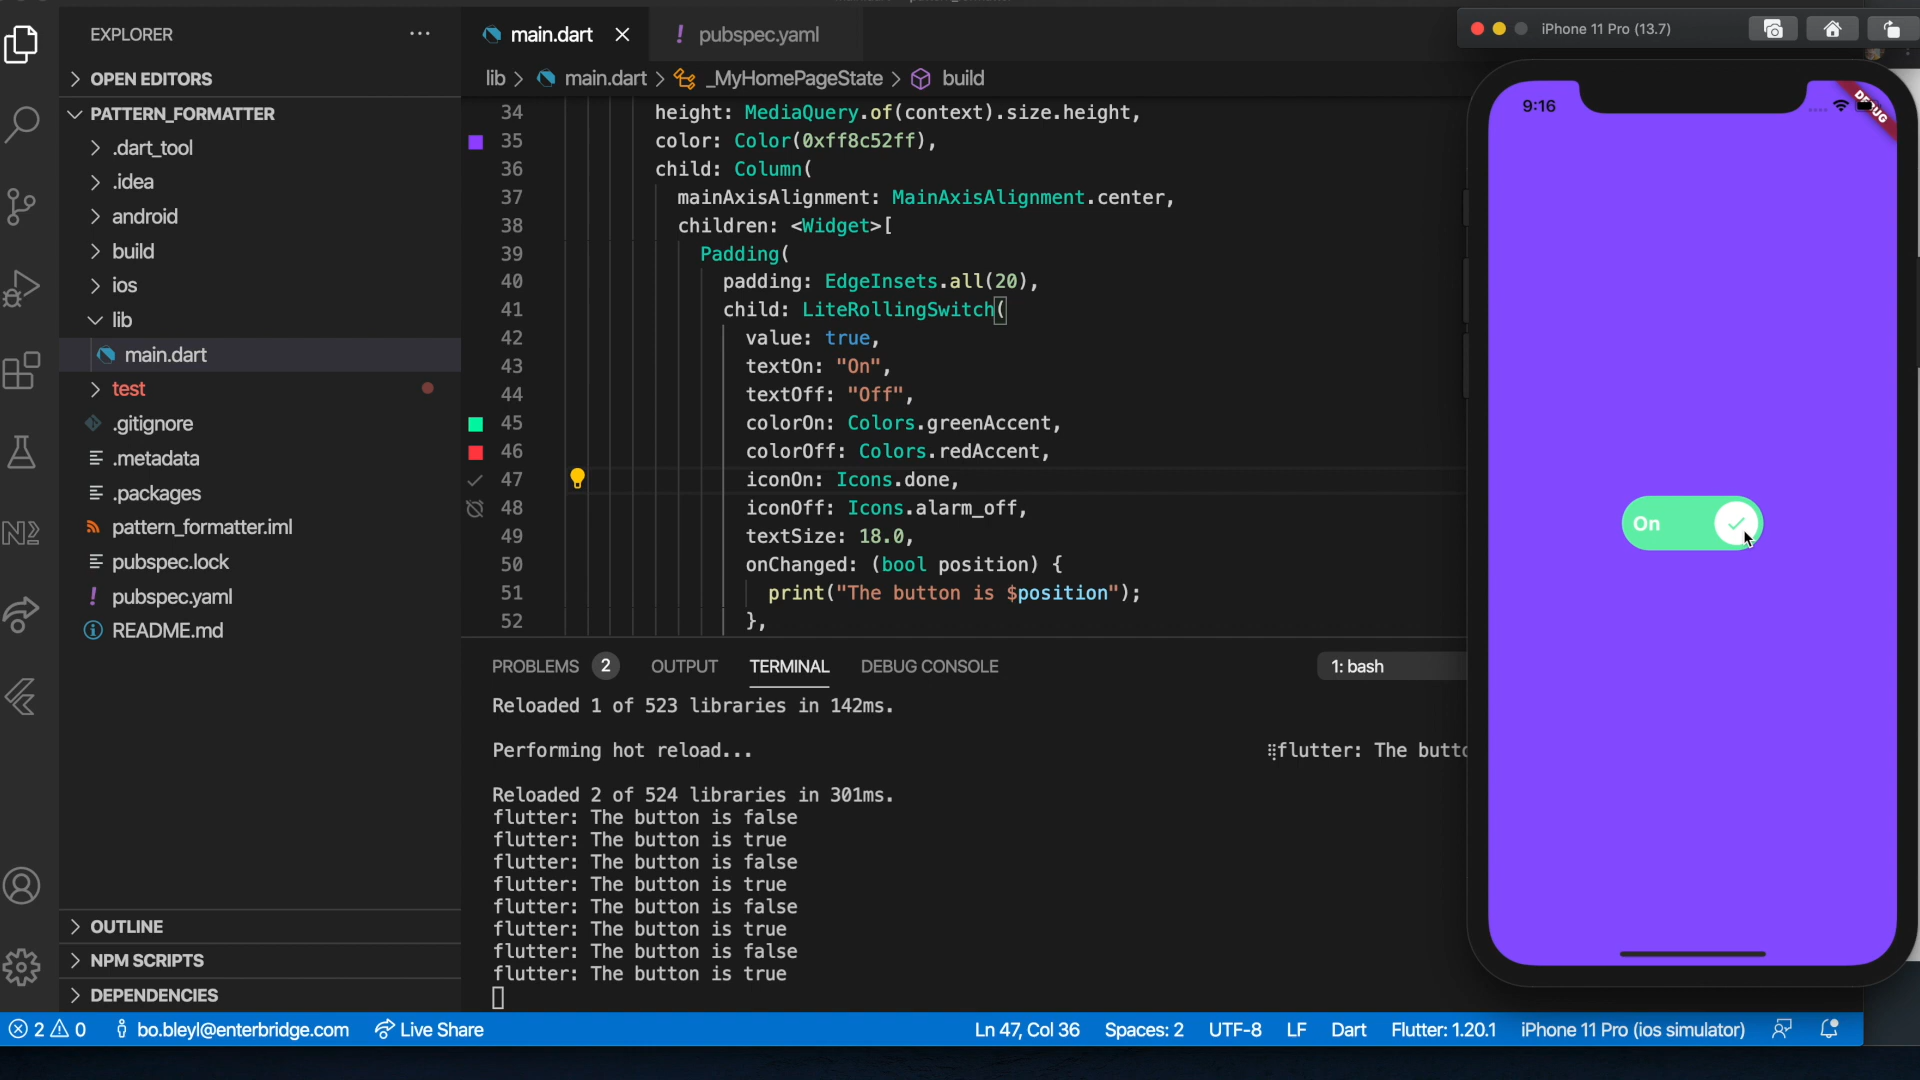 EXPLORER
OPEN EDITORS
PATTERN_FORMATTER
.dart_tool
.idea
android
build
ios
lib
main.dart
test
.gitignore
.metadata
.packages
pattern_formatter.iml
pubspec.lock
pubspec.yaml
README.md
OUTLINE
NPM SCRIPTS
DEPENDENCIES
main.dart
pubspec.yaml
lib > main.dart > _MyHomePageState > build
34 height: MediaQuery.of(context).size.height,
35 color: Color(0xff8c52ff),
36 child: Column(
37 mainAxisAlignment: MainAxisAlignment.center,
38 children: <Widget>[
39 Padding(
40 padding: EdgeInsets.all(20),
41 child: LiteRollingSwitch(
42 value: true,
43 textOn: "On",
44 textOff: "Off",
45 colorOn: Colors.greenAccent,
46 colorOff: Colors.redAccent,
47 iconOn: Icons.done,
48 iconOff: Icons.alarm_off,
49 textSize: 18.0,
50 onChanged: (bool position) {
51 print("The button is $position");
52 },
PROBLEMS 2 OUTPUT TERMINAL DEBUG CONSOLE 1: bash
Reloaded 1 of 523 libraries in 142ms.
Performing hot reload... ⣽flutter: The butto
Reloaded 2 of 524 libraries in 301ms.
flutter: The button is false
flutter: The button is true
flutter: The button is false
flutter: The button is true
flutter: The button is false
flutter: The button is true
flutter: The button is false
flutter: The button is true
iPhone 11 Pro (13.7)
9:16
DEBUG
On
2 0 bo.bleyl@enterbridge.com Live Share Ln 47, Col 36 Spaces: 2 UTF-8 LF Dart Flutter: 1.20.1 iPhone 11 Pro (ios simulator)